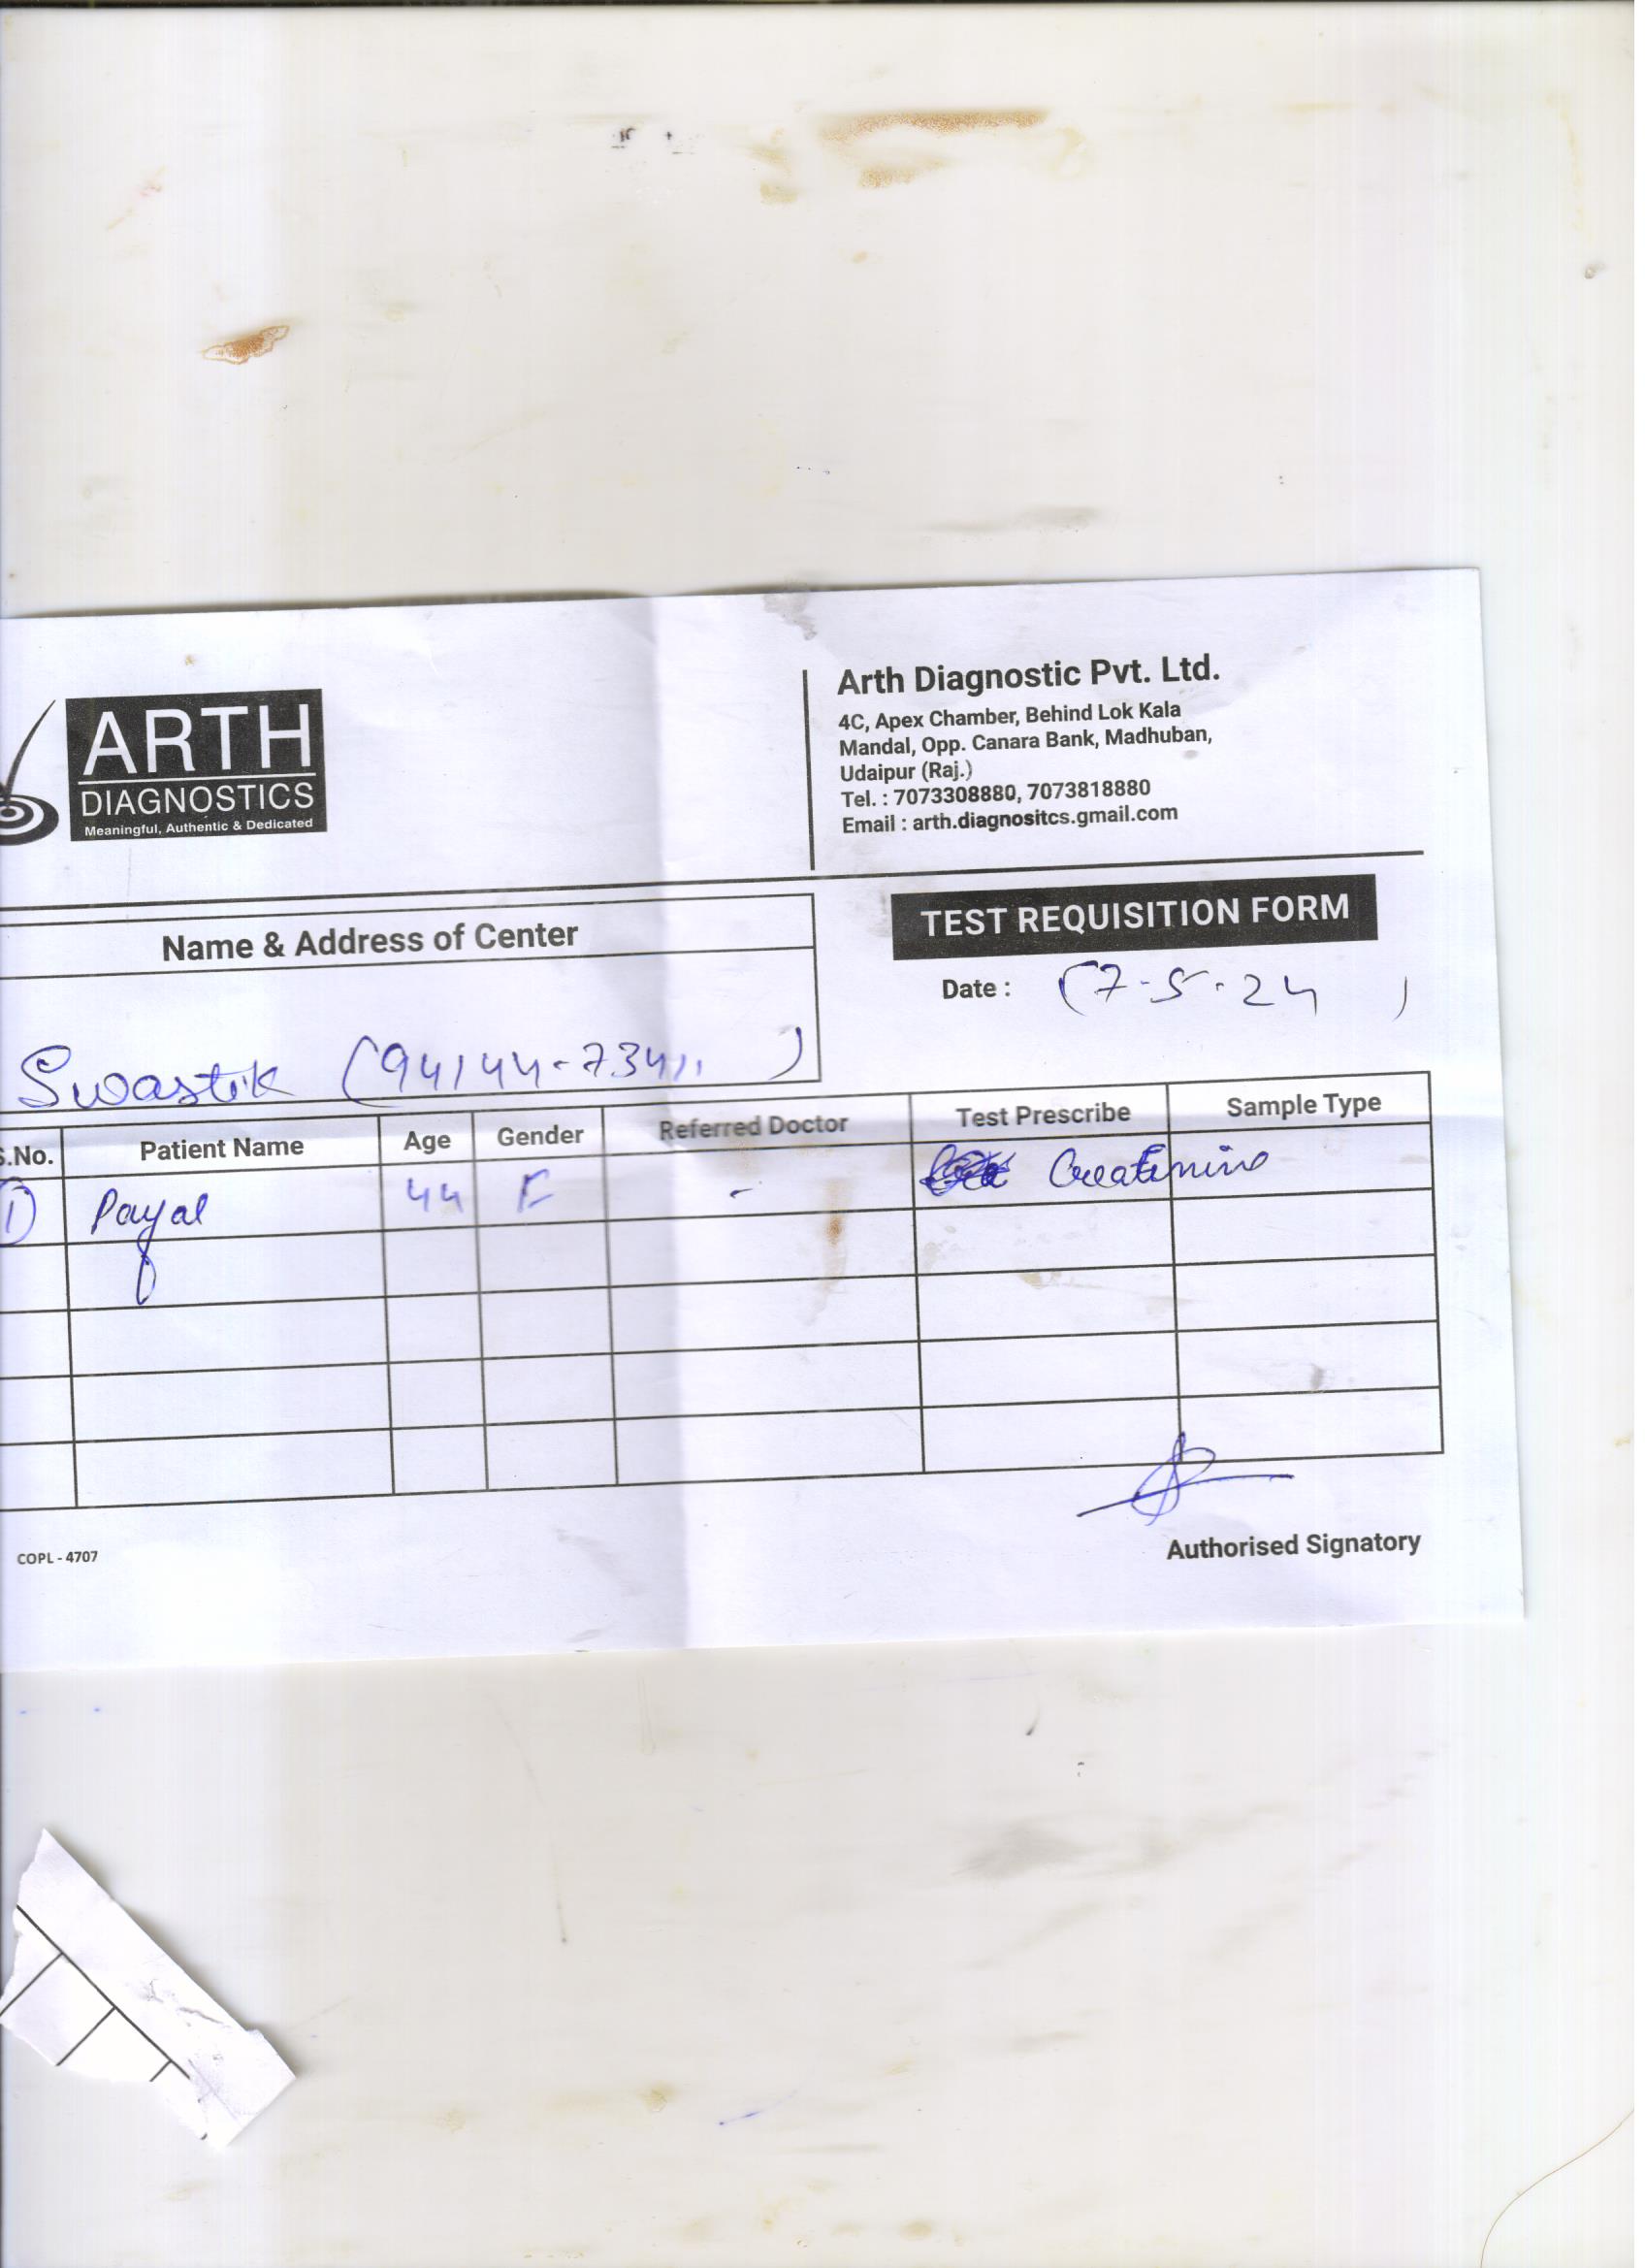 ARTH
DIAGNOSTICS
Meaningful, Authentic & Dedicated
Arth Diagnostic Pvt. Ltd.
4C, Apex Chamber, Behind Lok Kala
Mandal, Opp. Canara Bank, Madhuban,
Udaipur (Raj.)
Tel. : 7073308880, 7073818880
Email : arth.diagnositcs.gmail.com
Name & Address of Center
TEST REQUISITION FORM
Date : (7-5-24 )
Swastik
S.No. Patient Name Age Gender Referred Doctor Test Prescribe Sample Type
1) Payal 44 F - Creatinine
COPL - 4707
Authorised Signatory